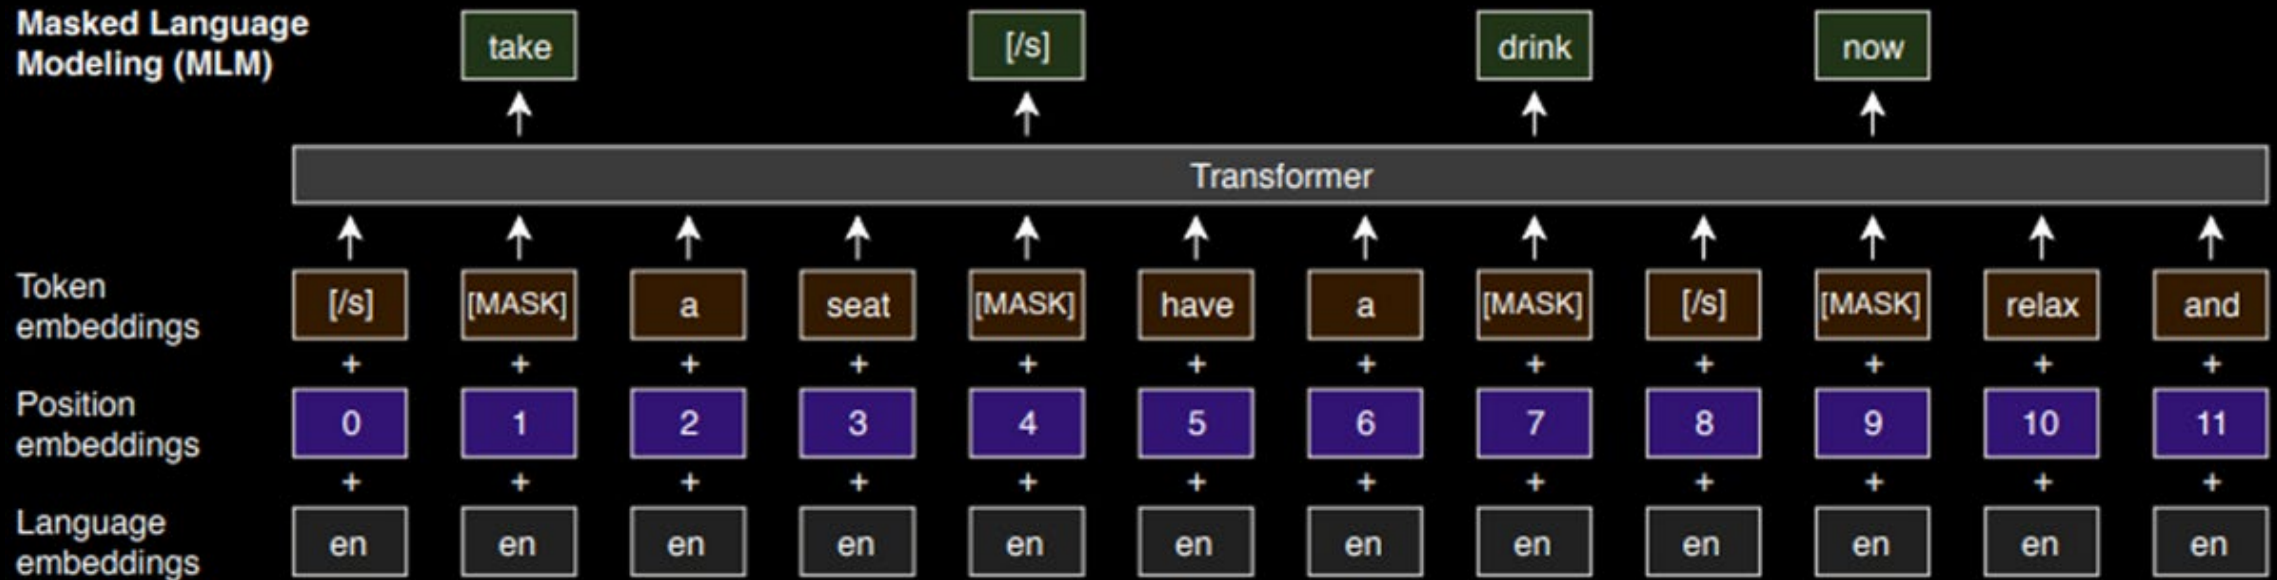 Masked Language
Modeling (MLM)
take [/s] drink now
Transformer
Token
embeddings
[/s] [MASK] a seat [MASK] have a [MASK] [/s] [MASK] relax and
+ + + + + + + + + + + +
Position
embeddings
0 1 2 3 4 5 6 7 8 9 10 11
+ + + + + + + + + + + +
Language
embeddings
en en en en en en en en en en en en